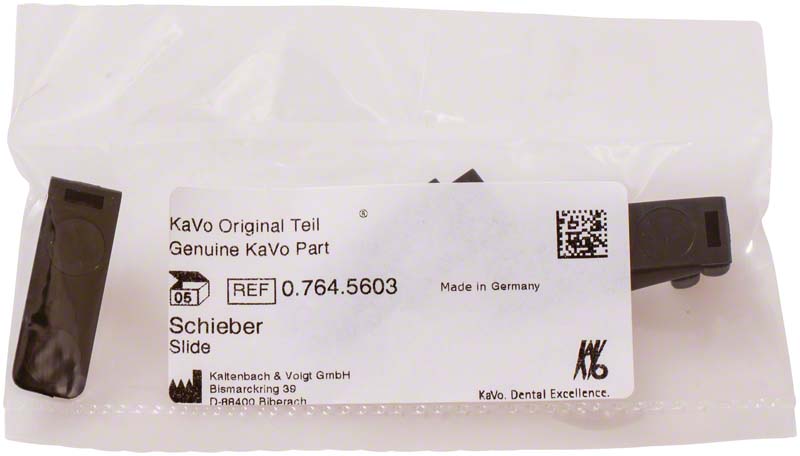 KaVo Original Teil ®
Genuine KaVo Part
05 REF 0.764.5603 Made in Germany
Schieber
Slide
Kaltenbach & Voigt GmbH
Bismarckring 39
D-88400 Biberach
KaVo
KaVo. Dental Excellence.